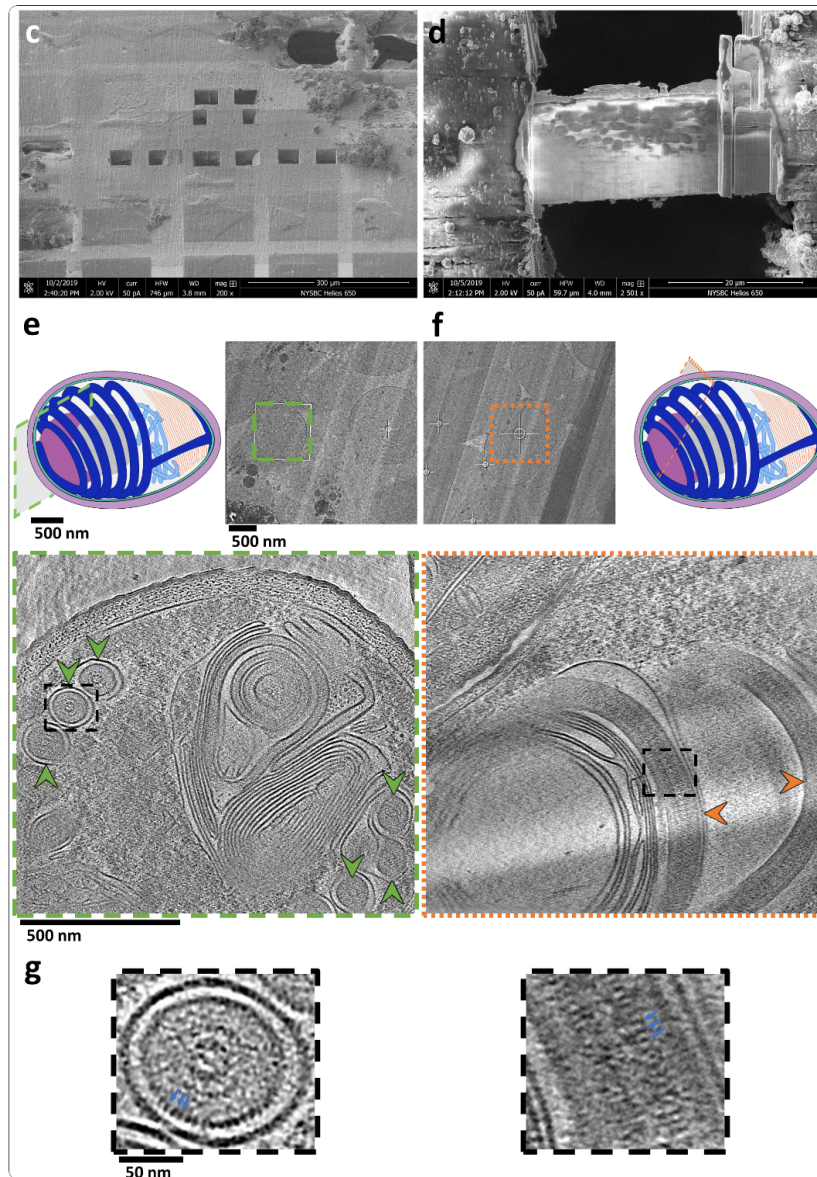 c
d
10/2/2019 HV curr HFW WD mag 300 µm
2:40:20 PM 2.00 kV 50 pA 746 µm 3.8 mm 200 x NYSBC Helios 650
10/5/2019 HV curr HFW WD mag 20 µm
2:12:12 PM 2.00 kV 50 pA 59.7 µm 4.0 mm 2 501 x NYSBC Helios 650
e
f
500 nm
500 nm
500 nm
g
50 nm